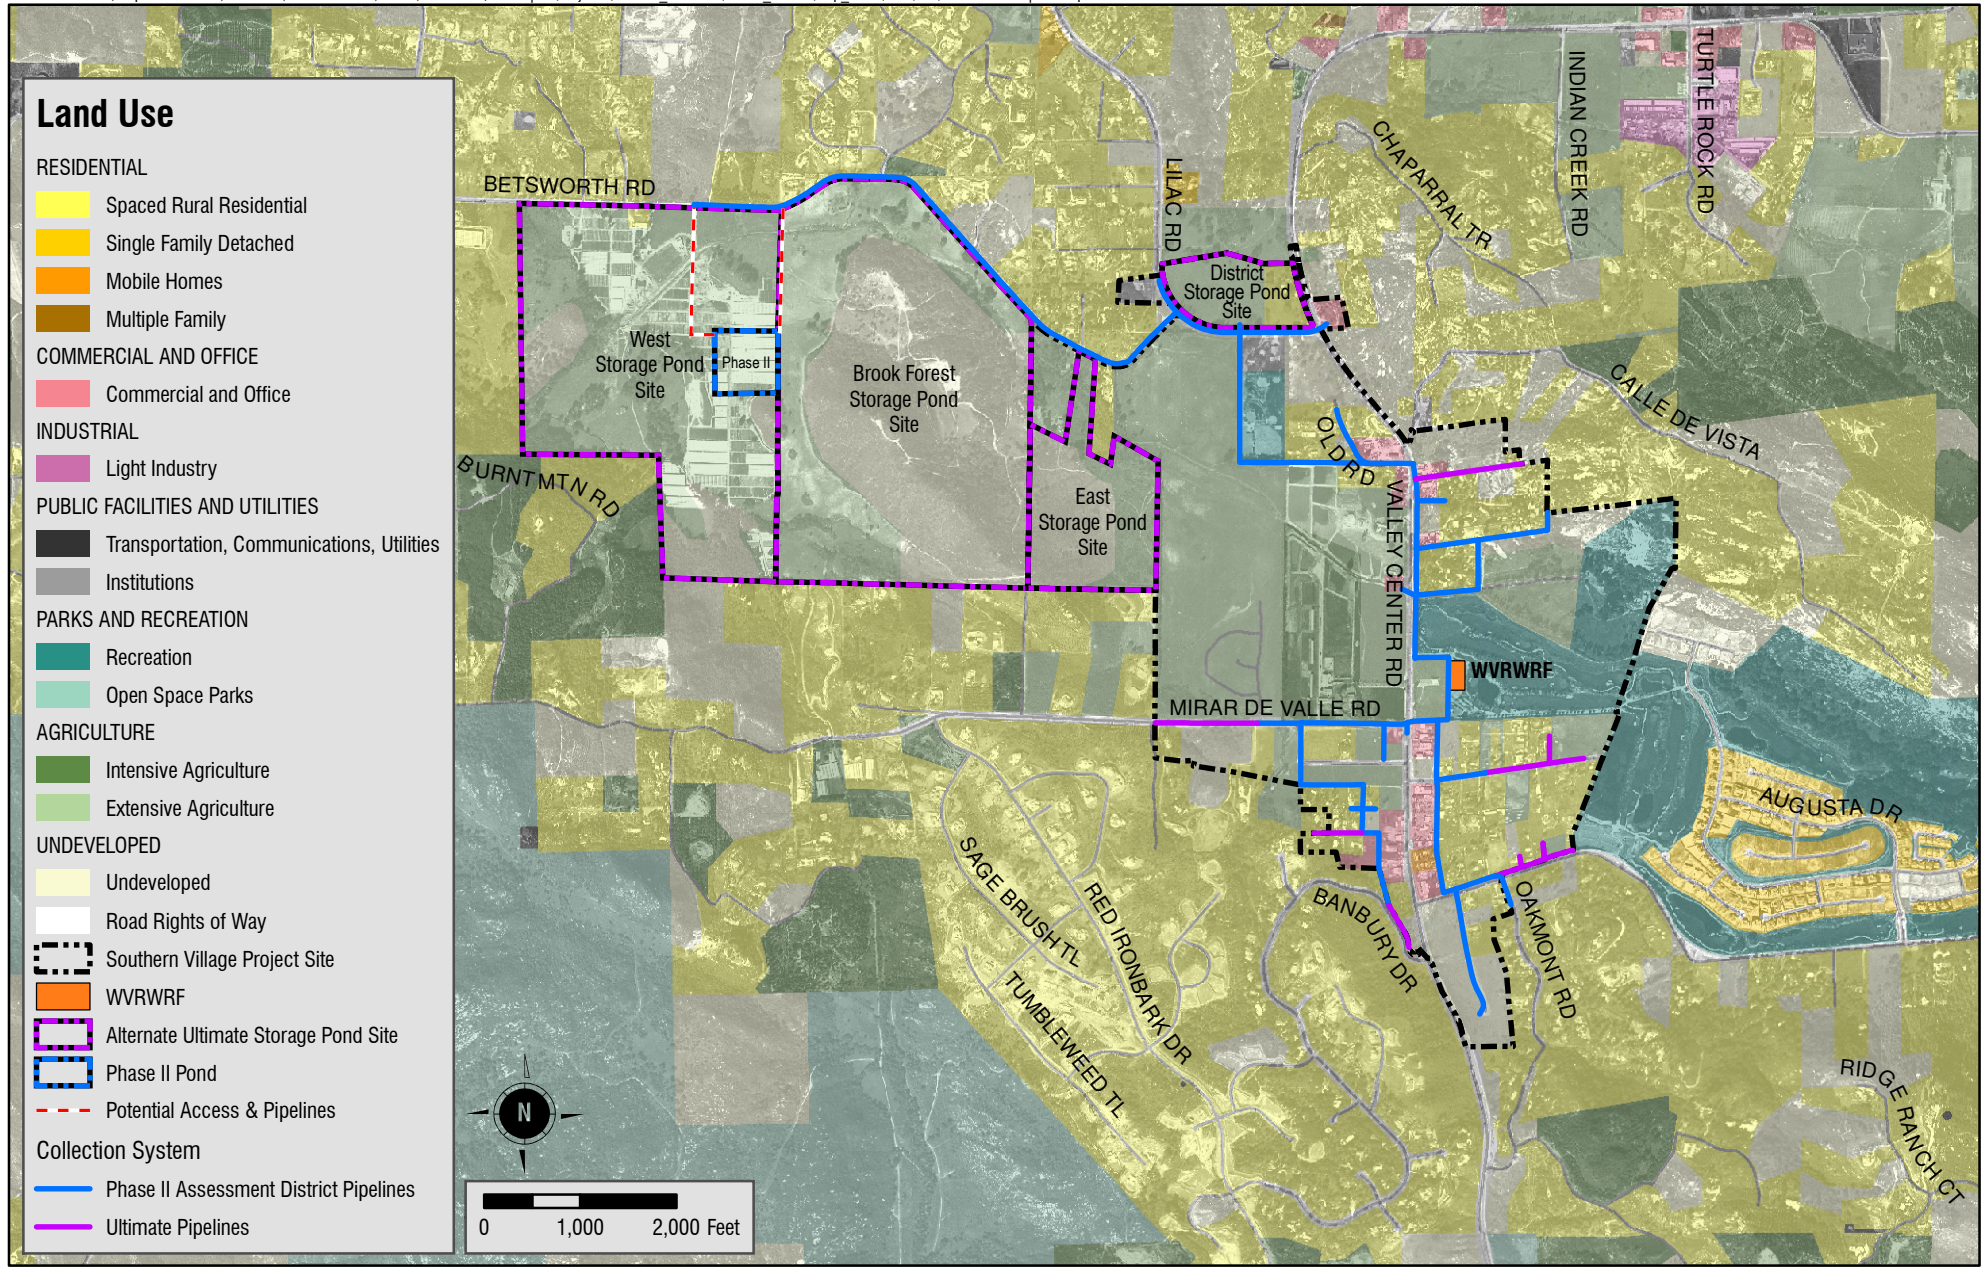 Land Use
RESIDENTIAL
Spaced Rural Residential
Single Family Detached
Mobile Homes
Multiple Family
COMMERCIAL AND OFFICE
Commercial and Office
INDUSTRIAL
Light Industry
PUBLIC FACILITIES AND UTILITIES
Transportation, Communications, Utilities
Institutions
PARKS AND RECREATION
Recreation
Open Space Parks
AGRICULTURE
Intensive Agriculture
Extensive Agriculture
UNDEVELOPED
Undeveloped
Road Rights of Way
Southern Village Project Site
WVRWRF
Alternate Ultimate Storage Pond Site
Phase II Pond
Potential Access & Pipelines
Collection System
Phase II Assessment District Pipelines
Ultimate Pipelines
N
0 1,000 2,000 Feet
BETSWORTH RD
BURNT MTN RD
West
Storage Pond
Site
Phase II
Brook Forest
Storage Pond
Site
East
Storage Pond
Site
District
Storage Pond
Site
LILAC RD
CHAPARRAL TR
INDIAN CREEK RD
TURTLE ROCK RD
CALLE DE VISTA
OLD RD
VALLEY CENTER RD
WVRWRF
MIRAR DE VALLE RD
AUGUSTA DR
SAGE BRUSH TL
RED IRONBARK DR
TUMBLEWEED TL
BANBURY DR
OAKMONT RD
RIDGE RANCH CT